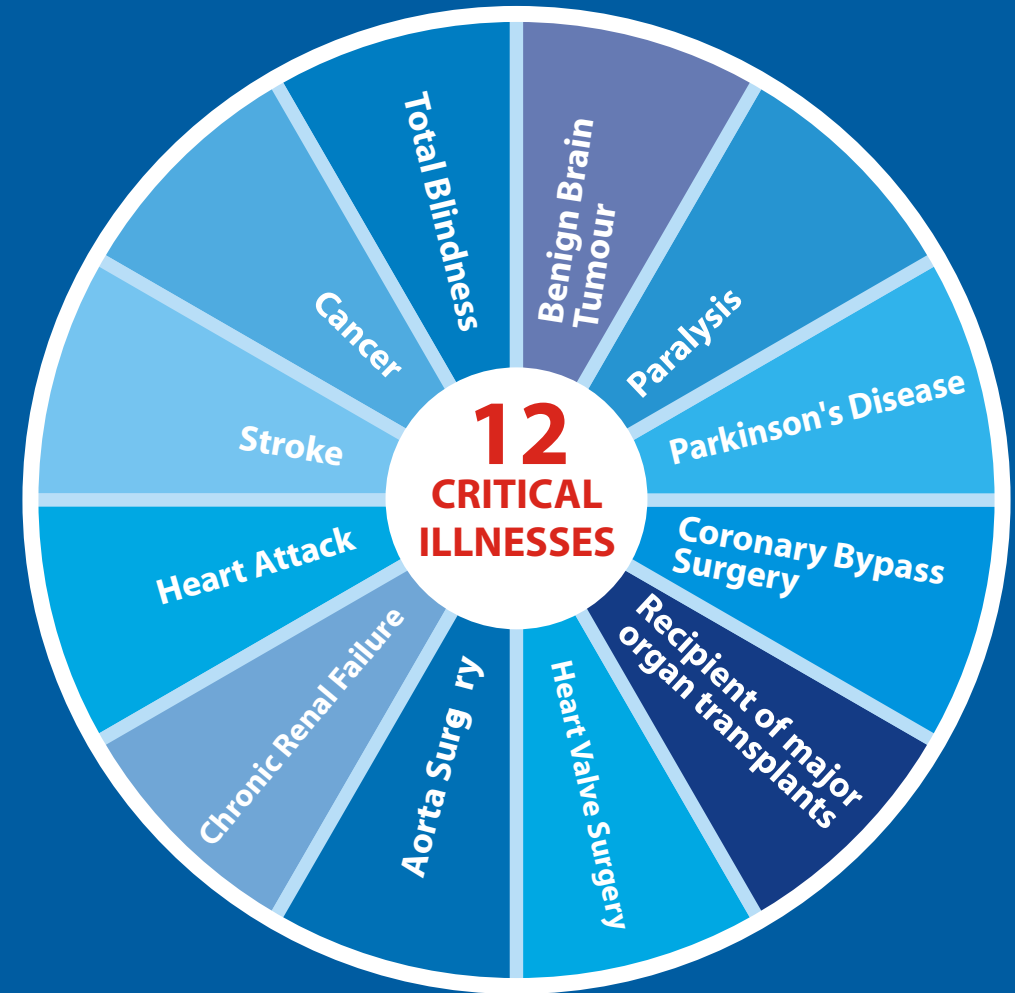 12
CRITICAL
ILLNESSES
Benign Brain
Tumour
Paralysis
Parkinson's Disease
Coronary Bypass
Surgery
Recipient of major
organ transplants
Heart Valve Surgery
Aorta Surg ry
Chronic Renal Failure
Heart Attack
Stroke
Cancer
Total Blindness